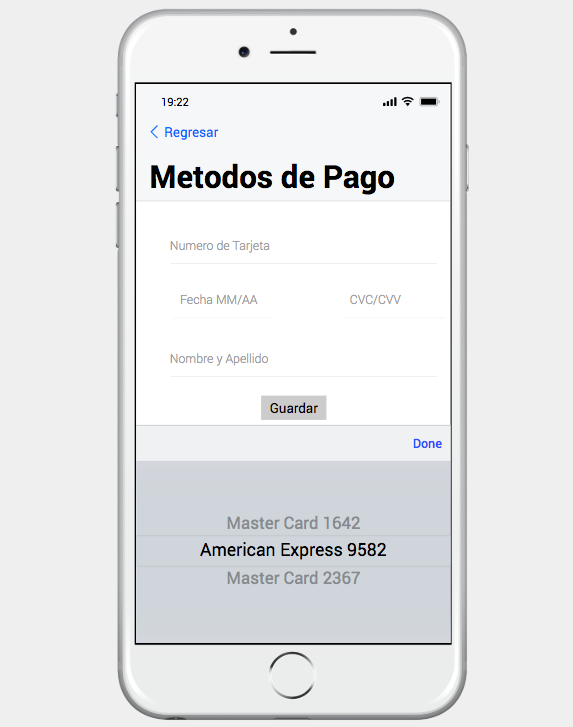 19:22
Regresar
Metodos de Pago
Numero de Tarjeta
Fecha MM/AA
CVC/CVV
Nombre y Apellido
Guardar
Done
Master Card 1642
American Express 9582
Master Card 2367